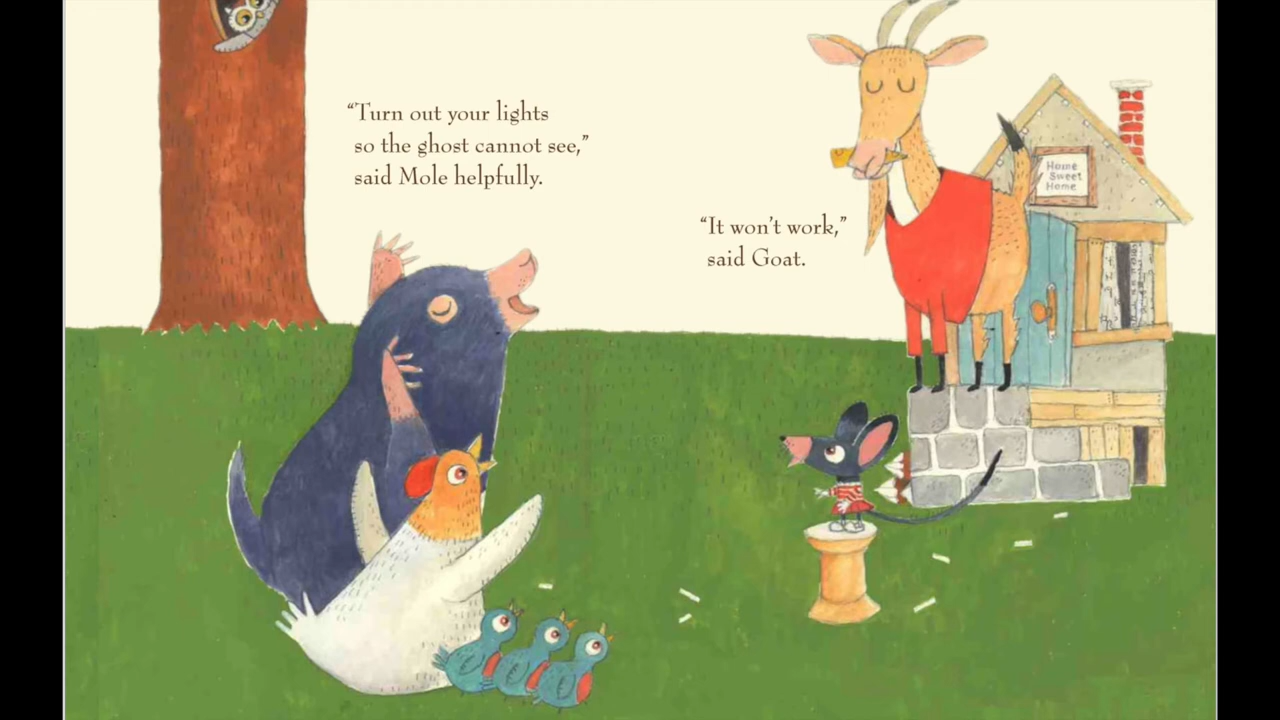 “Turn out your lights
so the ghost cannot see,”
said Mole helpfully.
“It won’t work,”
said Goat.
Home
Sweet
Home